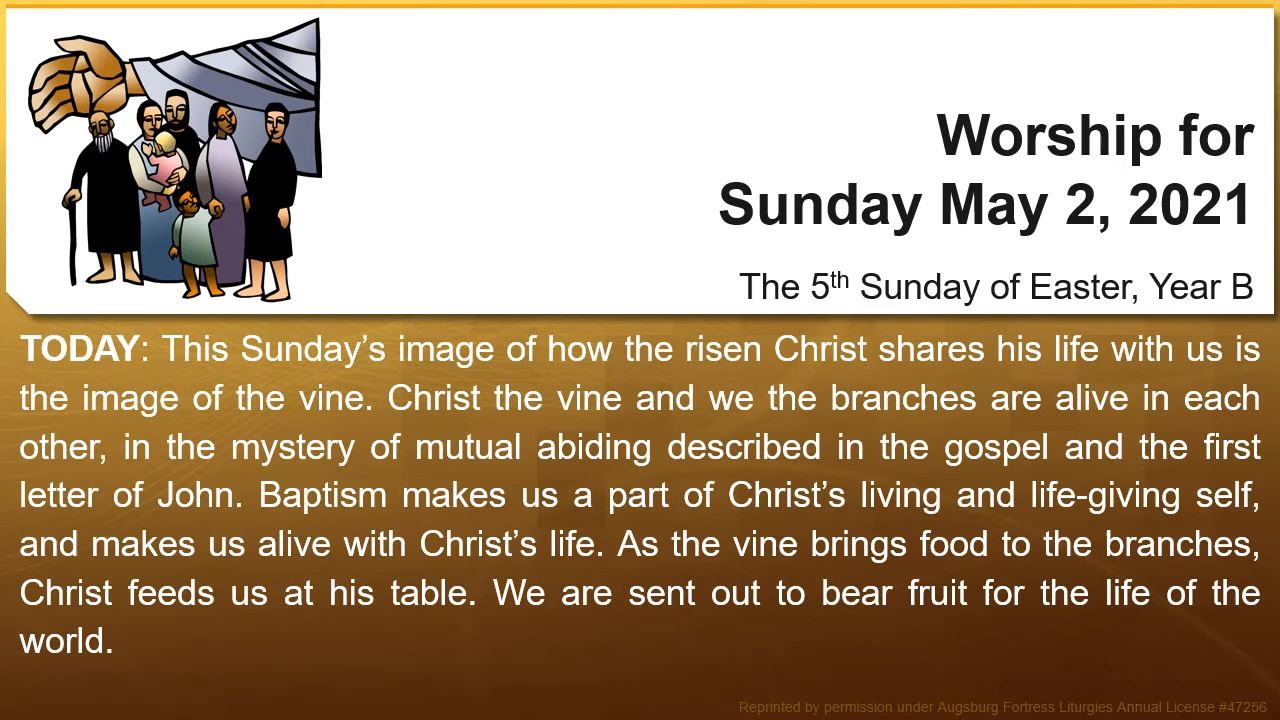 Worship for
Sunday May 2, 2021
The 5th Sunday of Easter, Year B
TODAY: This Sunday’s image of how the risen Christ shares his life with us is
the image of the vine. Christ the vine and we the branches are alive in each
other, in the mystery of mutual abiding described in the gospel and the first
letter of John. Baptism makes us a part of Christ’s living and life-giving self,
and makes us alive with Christ’s life. As the vine brings food to the branches,
Christ feeds us at his table. We are sent out to bear fruit for the life of the
world.
Reprinted by permission under Augsburg Fortress Liturgies Annual License #47256